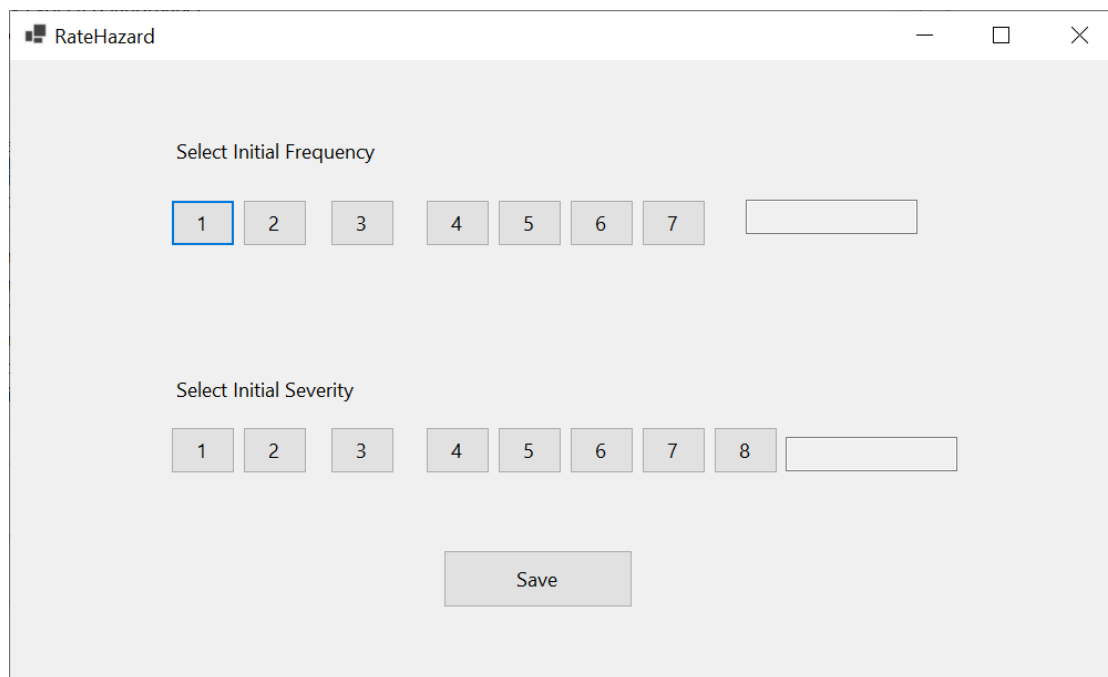 RateHazard
Select Initial Frequency
1 2 3 4 5 6 7
Select Initial Severity
1 2 3 4 5 6 7 8
Save